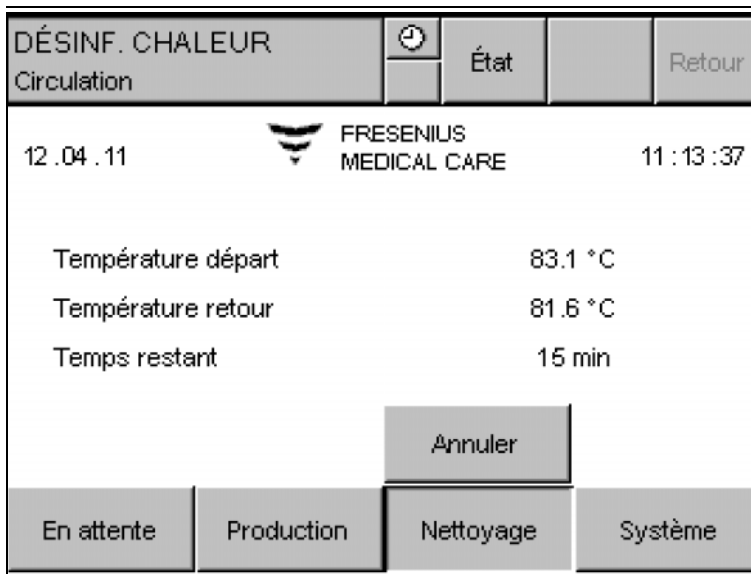 DÉSINF. CHALEUR
Circulation
État
Retour
12.04.11
FRESENIUS
MEDICAL CARE
11:13:37
Température départ 83.1 °C
Température retour 81.6 °C
Temps restant 15 min
Annuler
En attente
Production
Nettoyage
Système